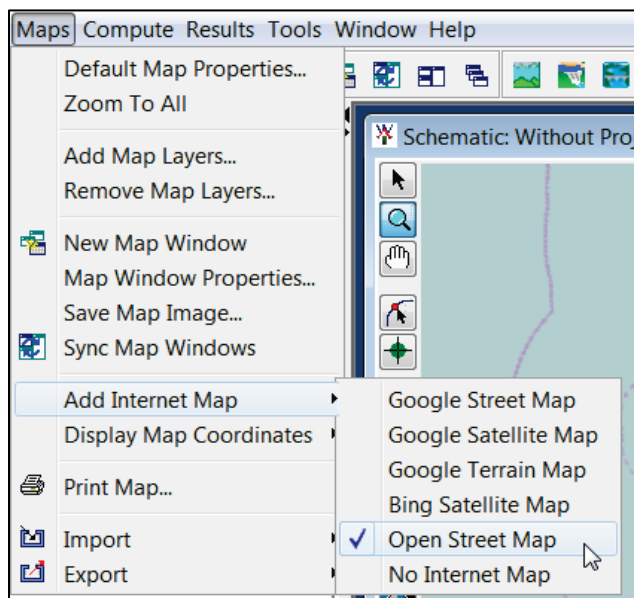 Maps Compute Results Tools Window Help
Default Map Properties...
Zoom To All
Schematic: Without Proj
Add Map Layers...
Remove Map Layers...
New Map Window
Map Window Properties...
Save Map Image...
Sync Map Windows
Add Internet Map
Display Map Coordinates
Print Map...
Import
Export
Google Street Map
Google Satellite Map
Google Terrain Map
Bing Satellite Map
Open Street Map
No Internet Map